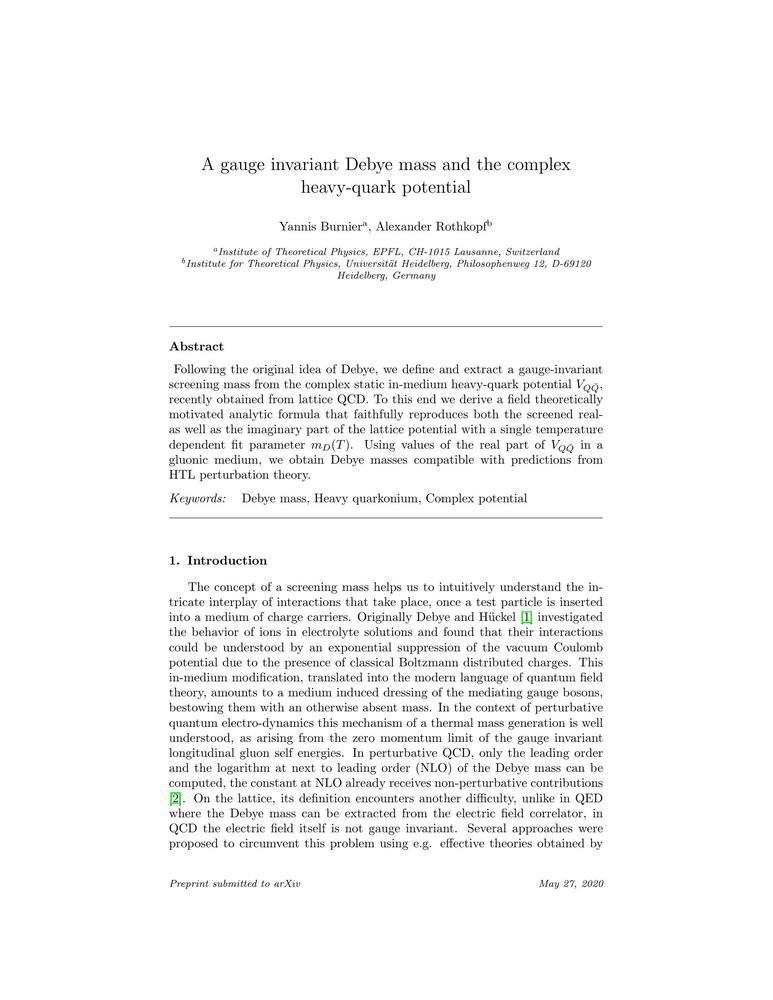 A gauge invariant Debye mass and the complex
heavy-quark potential
Yannis Burnierᵃ, Alexander Rothkopfᵇ
ᵃInstitute of Theoretical Physics, EPFL, CH-1015 Lausanne, Switzerland
ᵇInstitute for Theoretical Physics, Universität Heidelberg, Philosophenweg 12, D-69120
Heidelberg, Germany
Abstract
Following the original idea of Debye, we define and extract a gauge-invariant
screening mass from the complex static in-medium heavy-quark potential $V_{Q\bar{Q}}$,
recently obtained from lattice QCD. To this end we derive a field theoretically
motivated analytic formula that faithfully reproduces both the screened real-
as well as the imaginary part of the lattice potential with a single temperature
dependent fit parameter $m_D(T)$. Using values of the real part of $V_{Q\bar{Q}}$ in a
gluonic medium, we obtain Debye masses compatible with predictions from
HTL perturbation theory.
Keywords: Debye mass, Heavy quarkonium, Complex potential
1. Introduction
The concept of a screening mass helps us to intuitively understand the in-
tricate interplay of interactions that take place, once a test particle is inserted
into a medium of charge carriers. Originally Debye and Hückel [1] investigated
the behavior of ions in electrolyte solutions and found that their interactions
could be understood by an exponential suppression of the vacuum Coulomb
potential due to the presence of classical Boltzmann distributed charges. This
in-medium modification, translated into the modern language of quantum field
theory, amounts to a medium induced dressing of the mediating gauge bosons,
bestowing them with an otherwise absent mass. In the context of perturbative
quantum electro-dynamics this mechanism of a thermal mass generation is well
understood, as arising from the zero momentum limit of the gauge invariant
longitudinal gluon self energies. In perturbative QCD, only the leading order
and the logarithm at next to leading order (NLO) of the Debye mass can be
computed, the constant at NLO already receives non-perturbative contributions
[2]. On the lattice, its definition encounters another difficulty, unlike in QED
where the Debye mass can be extracted from the electric field correlator, in
QCD the electric field itself is not gauge invariant. Several approaches were
proposed to circumvent this problem using e.g. effective theories obtained by
Preprint submitted to arXiv
May 27, 2020